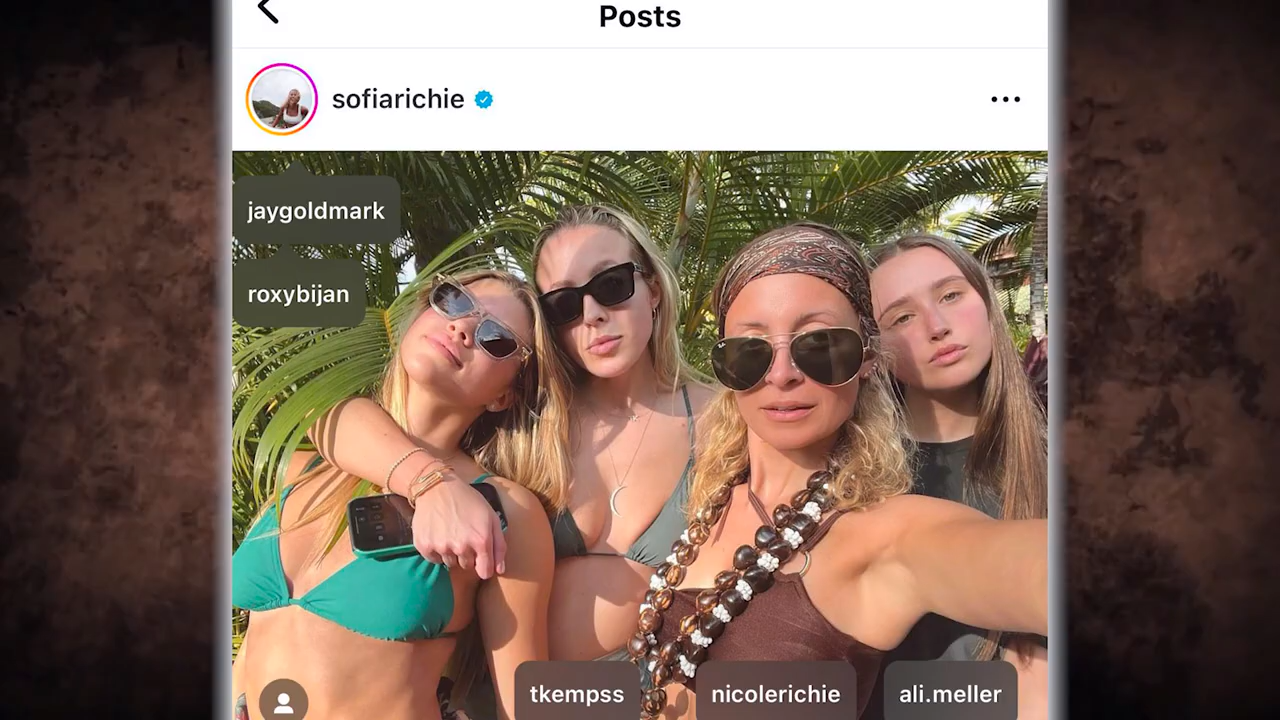 Posts
sofiarichie
jaygoldmark
roxybijan
tkempss
nicolerichie
ali.meller